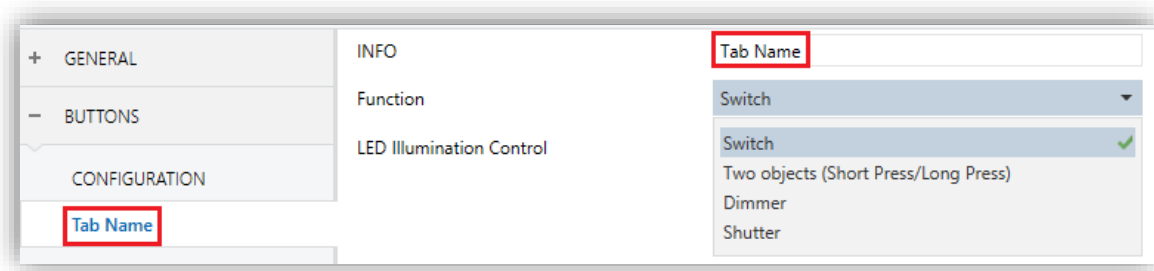 + GENERAL
− BUTTONS
CONFIGURATION
Tab Name
INFO
Tab Name
Function
Switch
LED Illumination Control
Switch
Two objects (Short Press/Long Press)
Dimmer
Shutter